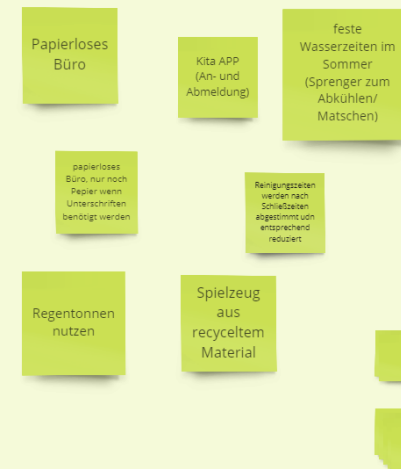 Papierloses
Büro
Kita APP
(An- und
Abmeldung)
feste
Wasserzeiten im
Sommer
(Sprenger zum
Abkühlen/
Matschen)
papierloses
Büro, nur noch
Pepier wenn
Unterschriften
benötigt werden
Reinigungszeiten
werden nach
Schließzeiten
abgestimmt udn
entsprechend
reduziert
Regentonnen
nutzen
Spielzeug
aus
recyceltem
Material